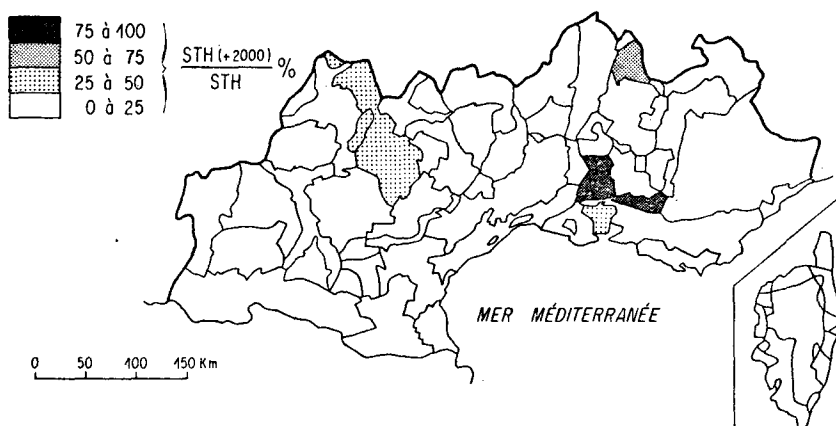 75 à 100
50 à 75
25 à 50
0 à 25
STH (+2000)
STH
%
MER MÉDITERRANÉE
0 50 100 150 Km